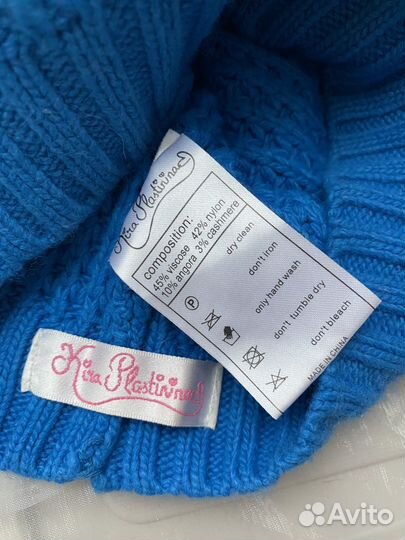 Kira Plastinina
composition:
45% viscose 42% nylon
10% angora 3% cashmere
dry clean
don't iron
only hand wash
don't tumble dry
don't bleach
P
MADE IN CHINA
Kira Plastinina
Avito